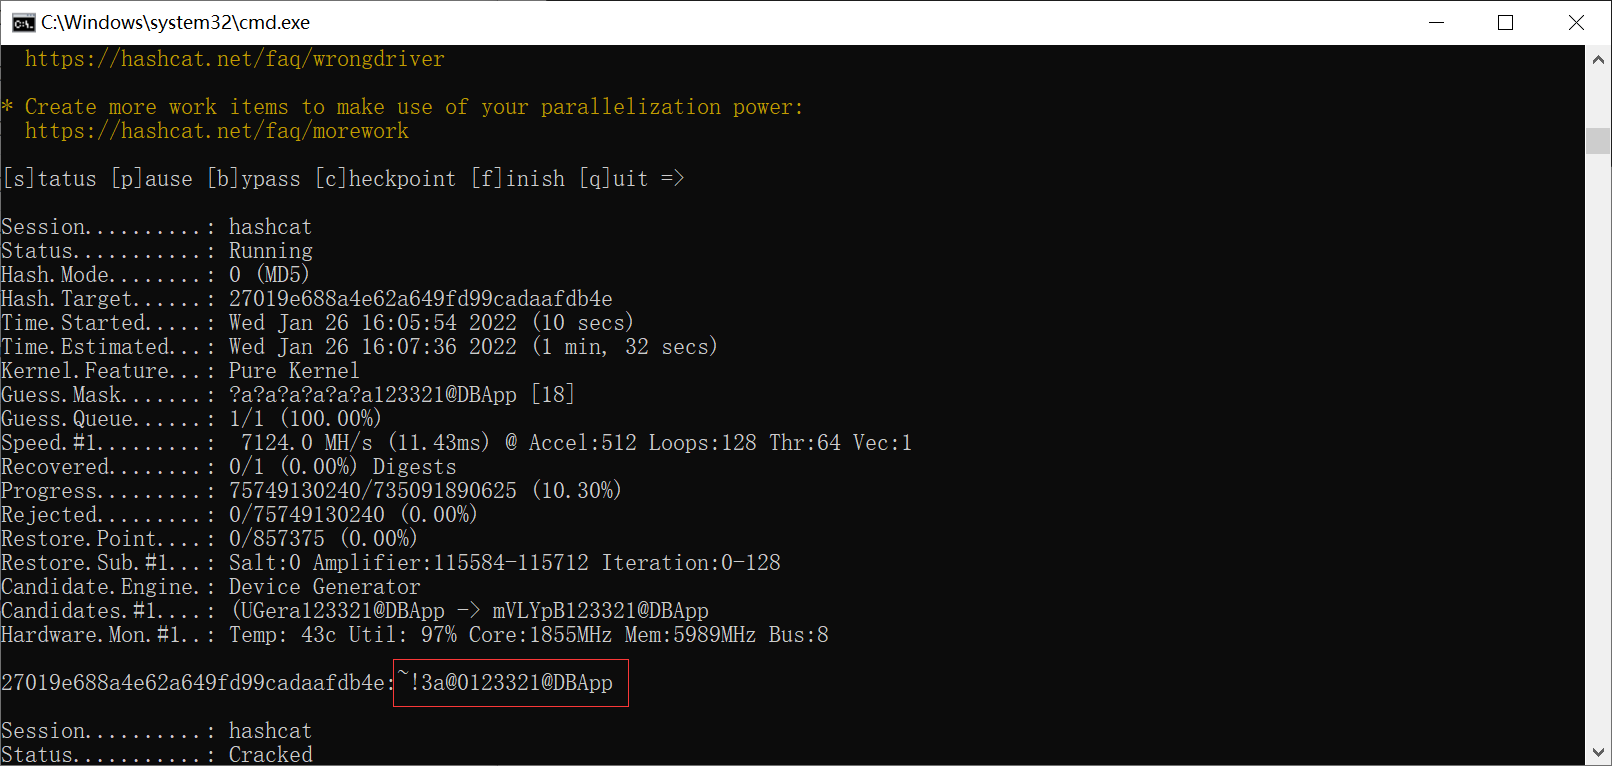 C:\Windows\system32\cmd.exe
https://hashcat.net/faq/wrongdriver
* Create more work items to make use of your parallelization power:
https://hashcat.net/faq/morework
[s]tatus [p]ause [b]ypass [c]heckpoint [f]inish [q]uit =>
Session..........: hashcat
Status...........: Running
Hash.Mode........: 0 (MD5)
Hash.Target......: 27019e688a4e62a649fd99cadaafdb4e
Time.Started.....: Wed Jan 26 16:05:54 2022 (10 secs)
Time.Estimated...: Wed Jan 26 16:07:36 2022 (1 min, 32 secs)
Kernel.Feature...: Pure Kernel
Guess.Mask.......: ?a?a?a?a?a?a123321@DBApp [18]
Guess.Queue......: 1/1 (100.00%)
Speed.#1.........:  7124.0 MH/s (11.43ms) @ Accel:512 Loops:128 Thr:64 Vec:1
Recovered........: 0/1 (0.00%) Digests
Progress.........: 75749130240/735091890625 (10.30%)
Rejected.........: 0/75749130240 (0.00%)
Restore.Point....: 0/857375 (0.00%)
Restore.Sub.#1...: Salt:0 Amplifier:115584-115712 Iteration:0-128
Candidate.Engine.: Device Generator
Candidates.#1....: (UGera123321@DBApp -> mVLYpB123321@DBApp
Hardware.Mon.#1..: Temp: 43c Util: 97% Core:1855MHz Mem:5989MHz Bus:8
27019e688a4e62a649fd99cadaafdb4e:~!3a@0123321@DBApp
Session..........: hashcat
Status...........: Cracked